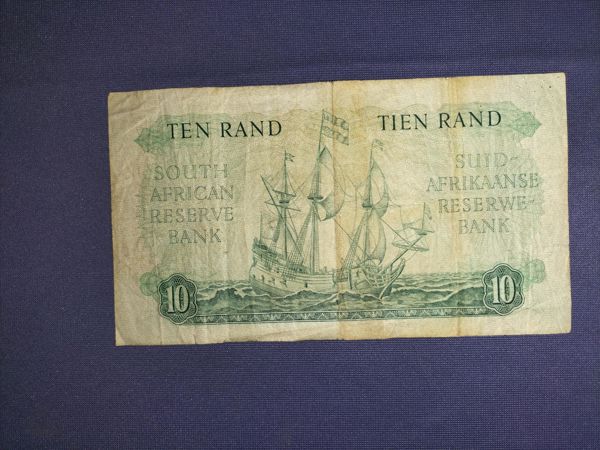 TEN RAND
TIEN RAND
SOUTH
AFRICAN
RESERVE
BANK
SUID-
AFRIKAANSE
RESERWE-
BANK
10
10